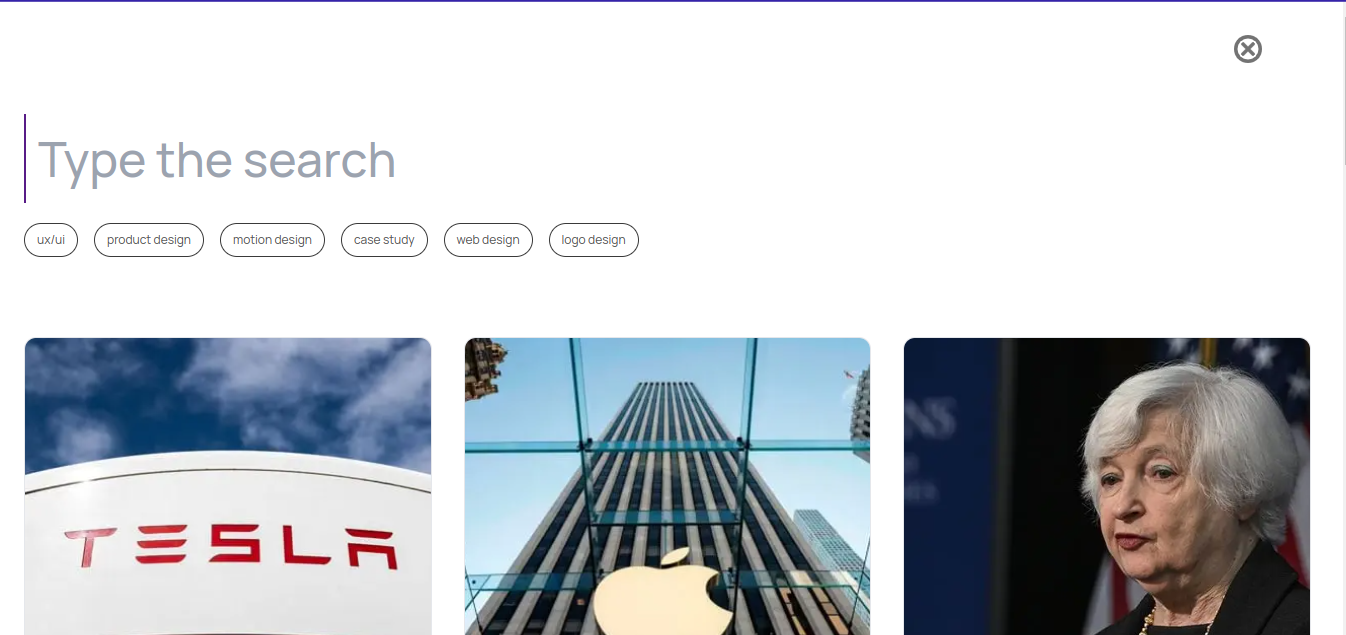 Type the search
ux/ui
product design
motion design
case study
web design
logo design
TESLA